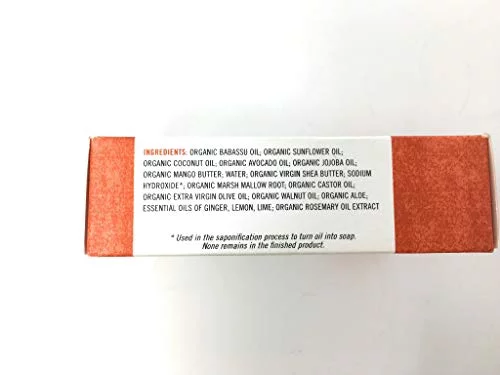 INGREDIENTS: ORGANIC BABASSU OIL; ORGANIC SUNFLOWER OIL;
ORGANIC COCONUT OIL; ORGANIC AVOCADO OIL; ORGANIC JOJOBA OIL;
ORGANIC MANGO BUTTER; WATER; ORGANIC VIRGIN SHEA BUTTER; SODIUM
HYDROXIDE*, ORGANIC MARSH MALLOW ROOT; ORGANIC CASTOR OIL;
ORGANIC EXTRA VIRGIN OLIVE OIL; ORGANIC WALNUT OIL; ORGANIC ALOE;
ESSENTIAL OILS OF GINGER, LEMON, LIME; ORGANIC ROSEMARY OIL EXTRACT
* Used in the saponification process to turn oil into soap.
None remains in the finished product.